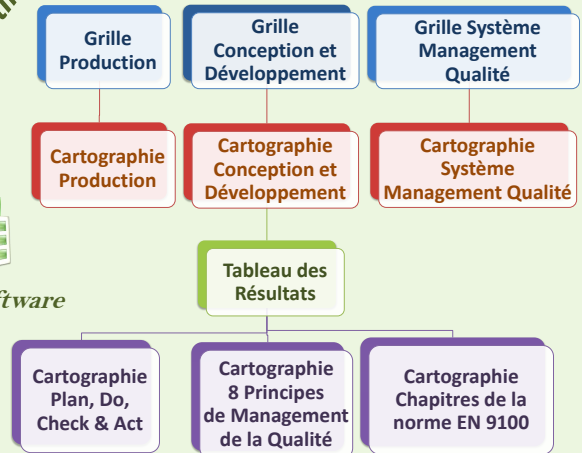 Grille
Production
Grille
Conception et
Développement
Grille Système
Management
Qualité
Cartographie
Production
Cartographie
Conception et
Développement
Cartographie
Système
Management Qualité
Tableau des
Résultats
Cartographie
Plan, Do,
Check & Act
Cartographie
8 Principes
de Management
de la Qualité
Cartographie
Chapitres de la
norme EN 9100